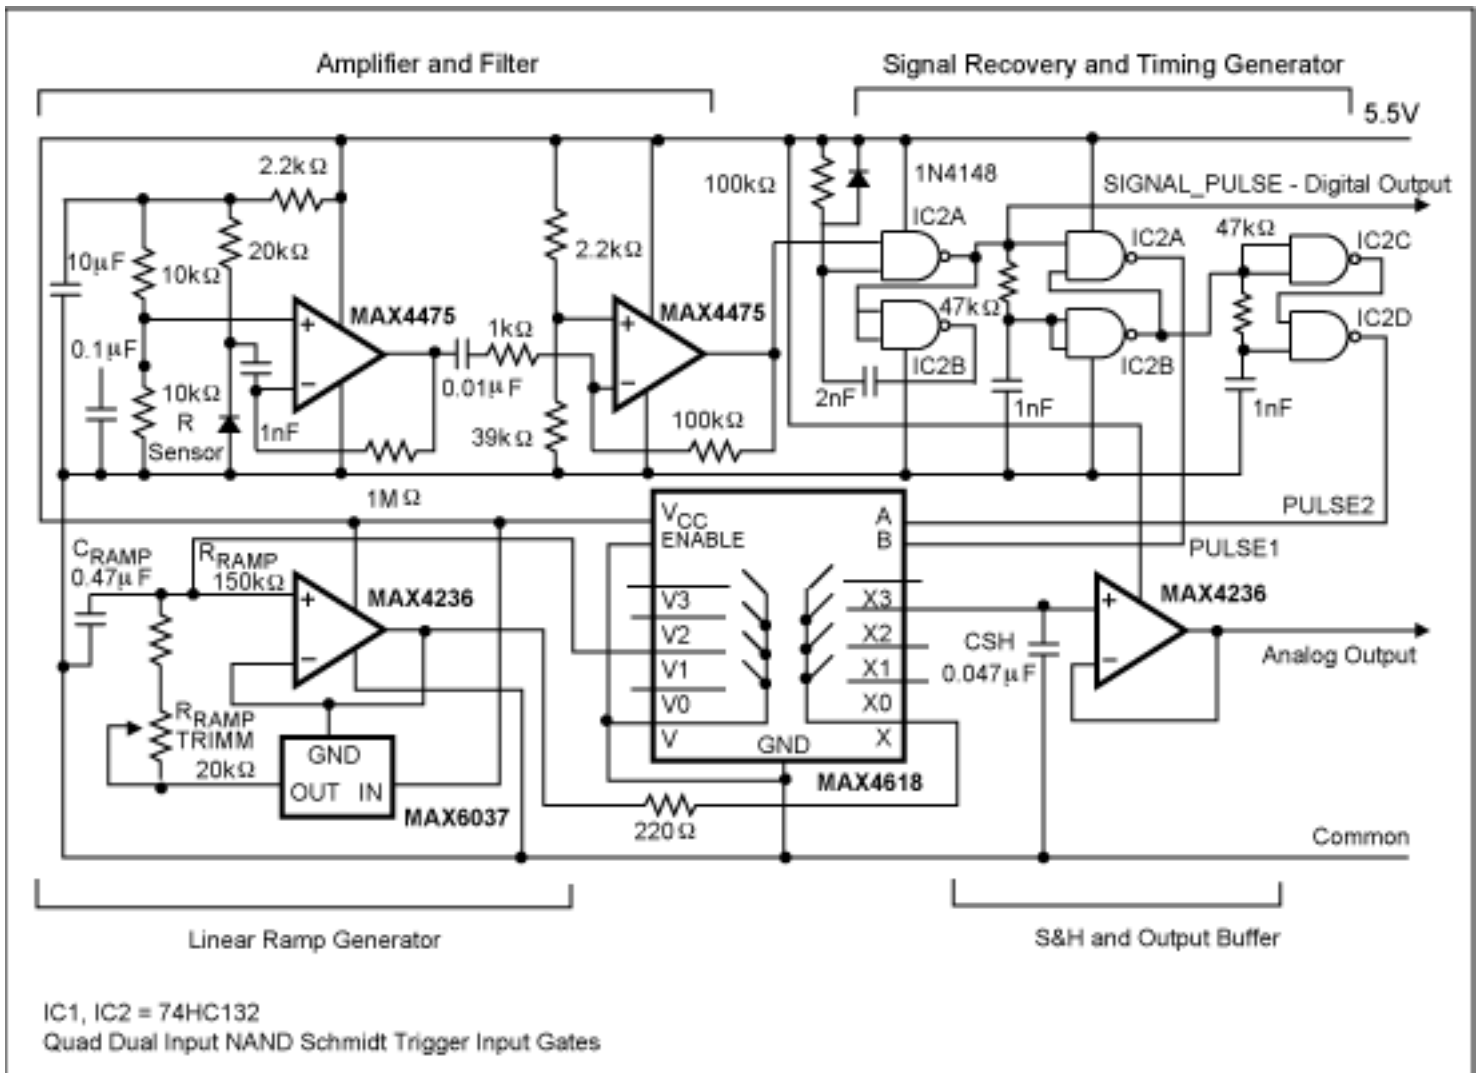 Amplifier and Filter
Signal Recovery and Timing Generator
5.5V
2.2kΩ
100kΩ
1N4148
SIGNAL_PULSE - Digital Output
IC2A
10μF
10kΩ
20kΩ
2.2kΩ
IC2A
47kΩ
IC2C
+
MAX4475
1kΩ
+
MAX4475
47kΩ
IC2D
0.1μF
0.01μF
IC2B
IC2B
10kΩ
R
Sensor
1nF
−
39kΩ
−
100kΩ
2nF
1nF
1nF
1MΩ
VCC
A
PULSE2
ENABLE
B
PULSE1
CRAMP
0.47μF
RRAMP
150kΩ
+
MAX4236
−
V3
X3
V2
X2
V1
X1
V0
X0
V
GND
X
MAX4618
CSH
0.047μF
+
MAX4236
−
Analog Output
RRAMP
TRIMM
20kΩ
GND
OUT IN
MAX6037
220Ω
Common
Linear Ramp Generator
S&H and Output Buffer
IC1, IC2 = 74HC132
Quad Dual Input NAND Schmidt Trigger Input Gates